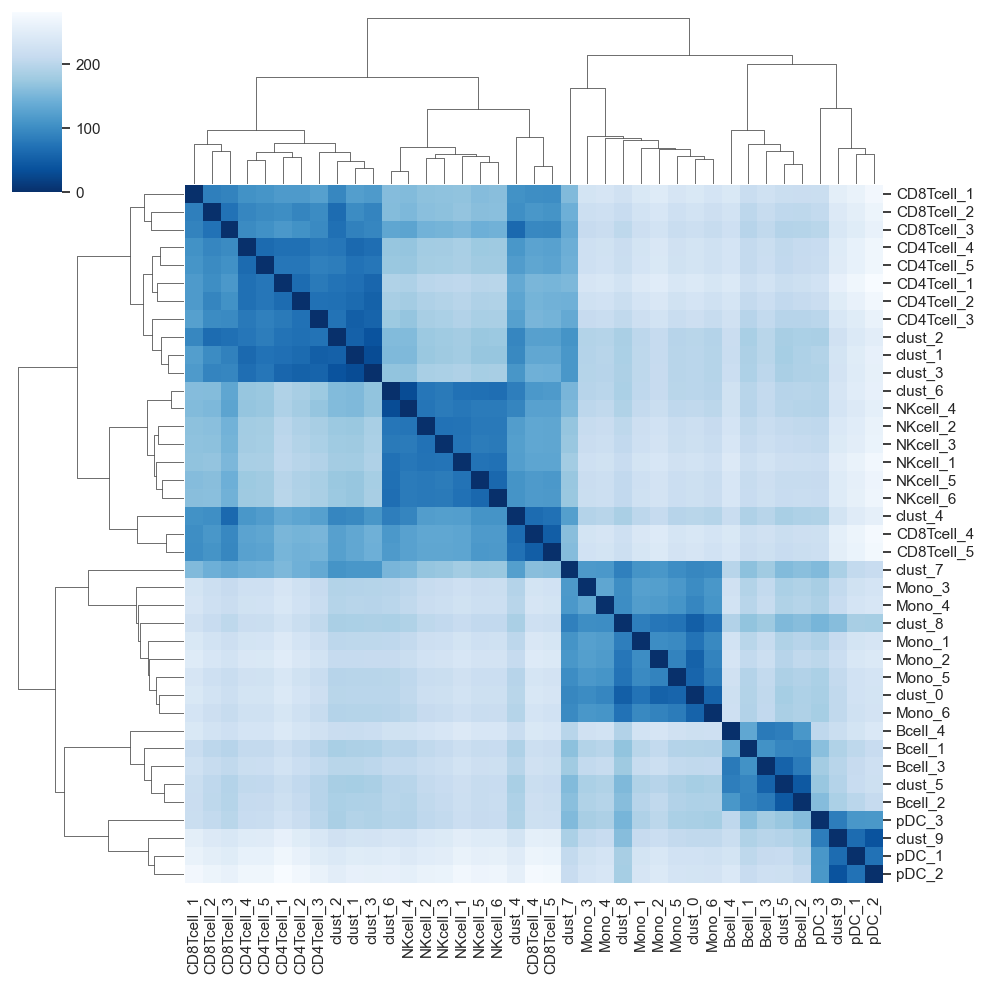 200
100
0
CD8Tcell_1
CD8Tcell_2
CD8Tcell_3
CD4Tcell_4
CD4Tcell_5
CD4Tcell_1
CD4Tcell_2
CD4Tcell_3
clust_2
clust_1
clust_3
clust_6
NKcell_4
NKcell_2
NKcell_3
NKcell_1
NKcell_5
NKcell_6
clust_4
CD8Tcell_4
CD8Tcell_5
clust_7
Mono_3
Mono_4
clust_8
Mono_1
Mono_2
Mono_5
clust_0
Mono_6
Bcell_4
Bcell_1
Bcell_3
clust_5
Bcell_2
pDC_3
clust_9
pDC_1
pDC_2
CD8Tcell_1
CD8Tcell_2
CD8Tcell_3
CD4Tcell_4
CD4Tcell_5
CD4Tcell_1
CD4Tcell_2
CD4Tcell_3
clust_2
clust_1
clust_3
clust_6
NKcell_4
NKcell_2
NKcell_3
NKcell_1
NKcell_5
NKcell_6
clust_4
CD8Tcell_4
CD8Tcell_5
clust_7
Mono_3
Mono_4
clust_8
Mono_1
Mono_2
Mono_5
clust_0
Mono_6
Bcell_4
Bcell_1
Bcell_3
clust_5
Bcell_2
pDC_3
clust_9
pDC_1
pDC_2